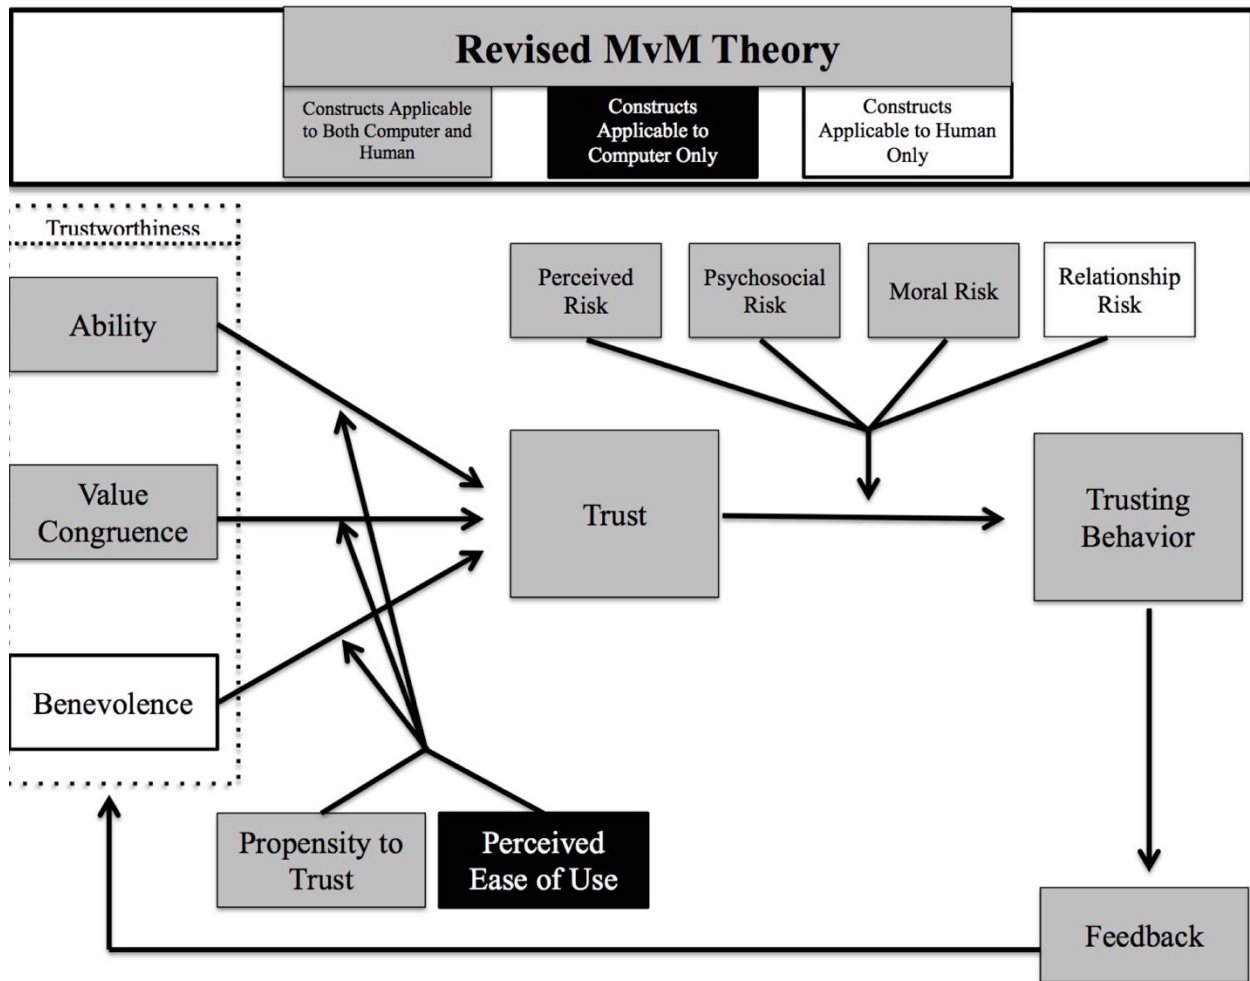 Revised MvM Theory
Constructs Applicable
to Both Computer and
Human
Constructs
Applicable to
Computer Only
Constructs
Applicable to Human
Only
Trustworthiness
Ability
Value
Congruence
Benevolence
Perceived
Risk
Psychosocial
Risk
Moral Risk
Relationship
Risk
Trust
Trusting
Behavior
Propensity to
Trust
Perceived
Ease of Use
Feedback